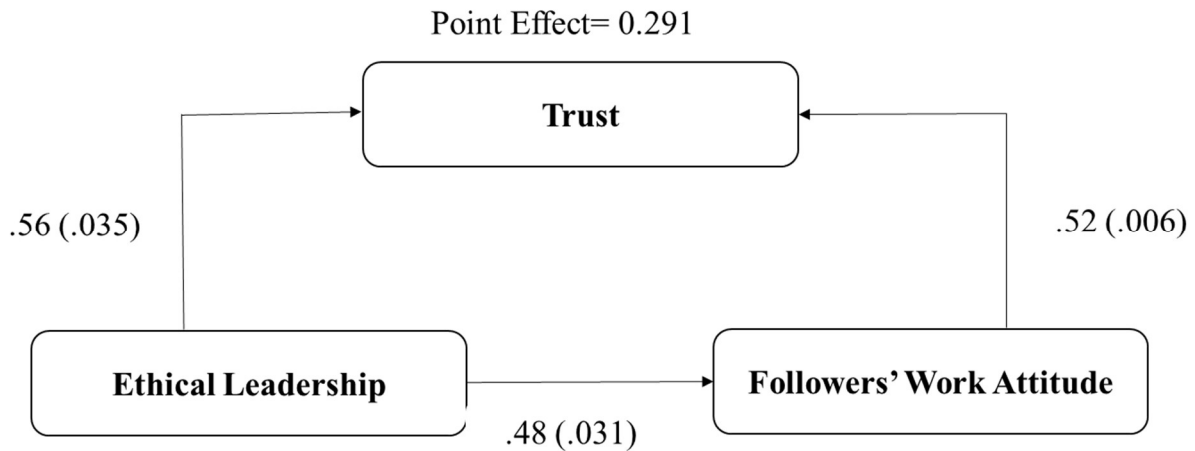 Point Effect= 0.291
Trust
.56 (.035)
.52 (.006)
Ethical Leadership
Followers’ Work Attitude
.48 (.031)